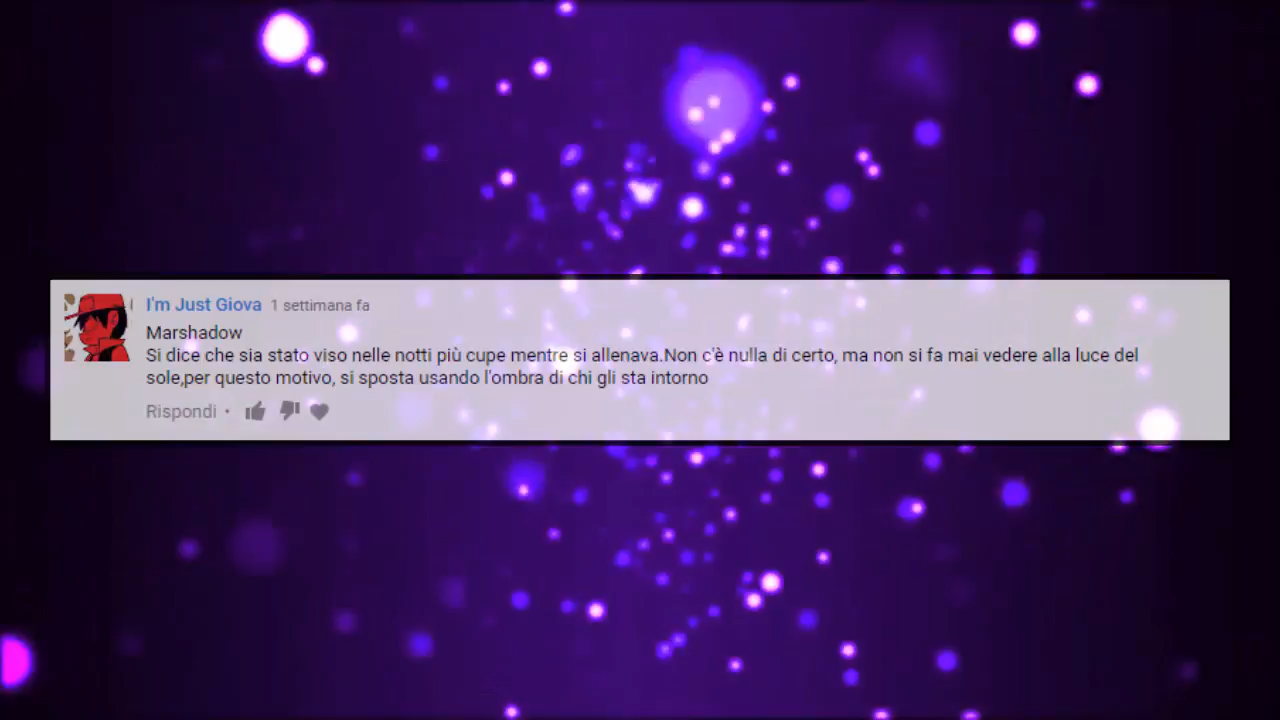 I'm Just Giova 1 settimana fa
Marshadow
Si dice che sia stato viso nelle notti più cupe mentre si allenava.Non c'è nulla di certo, ma non si fa mai vedere alla luce del
sole,per questo motivo, si sposta usando l'ombra di chi gli sta intorno
Rispondi •